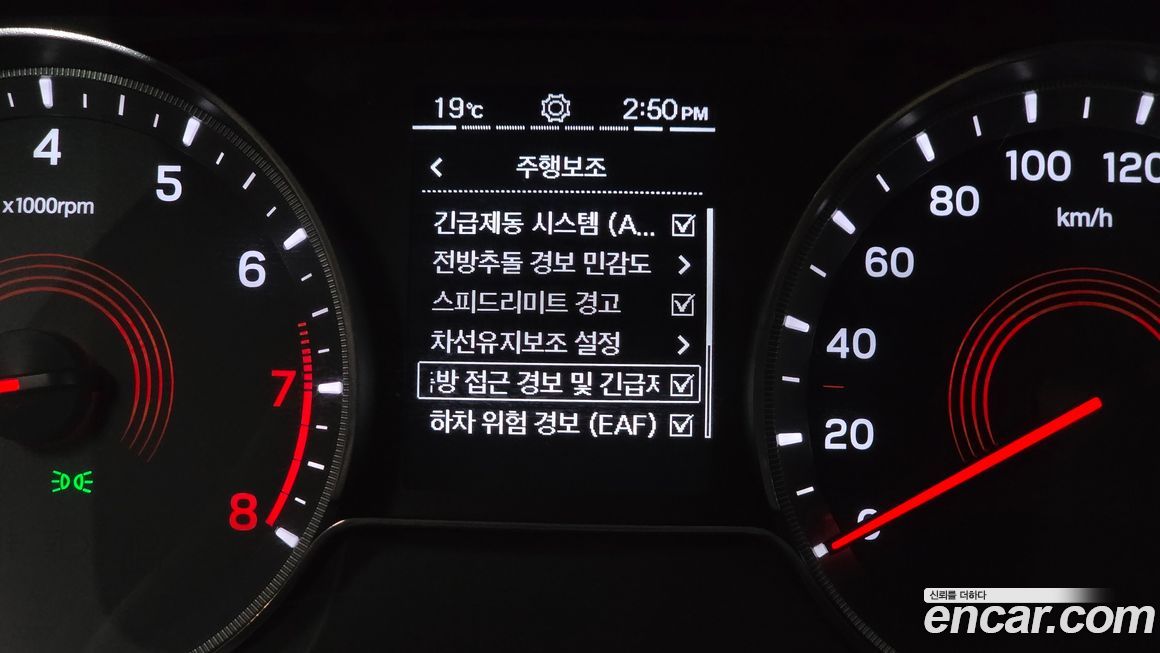 19℃ 2:50 PM
주행보조
긴급제동 시스템 (A...
전방추돌 경보 민감도
스피드리미트 경고
차선유지보조 설정
방 접근 경보 및 긴급
하차 위험 경보 (EAF)
4
5
x1000rpm
6
7
8
120
100
80
km/h
60
40
20
0
신뢰를 더하다
encar.com